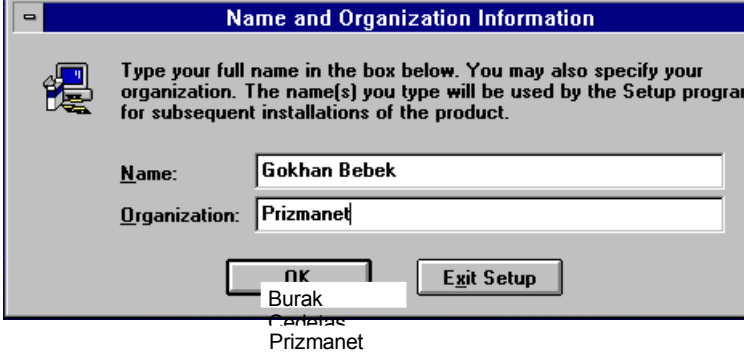 Name and Organization Information
Type your full name in the box below. You may also specify your
organization. The name(s) you type will be used by the Setup program
for subsequent installations of the product.
Name: Gokhan Bebek
Organization: Prizmanet
OK Exit Setup
Burak
Prizmanet